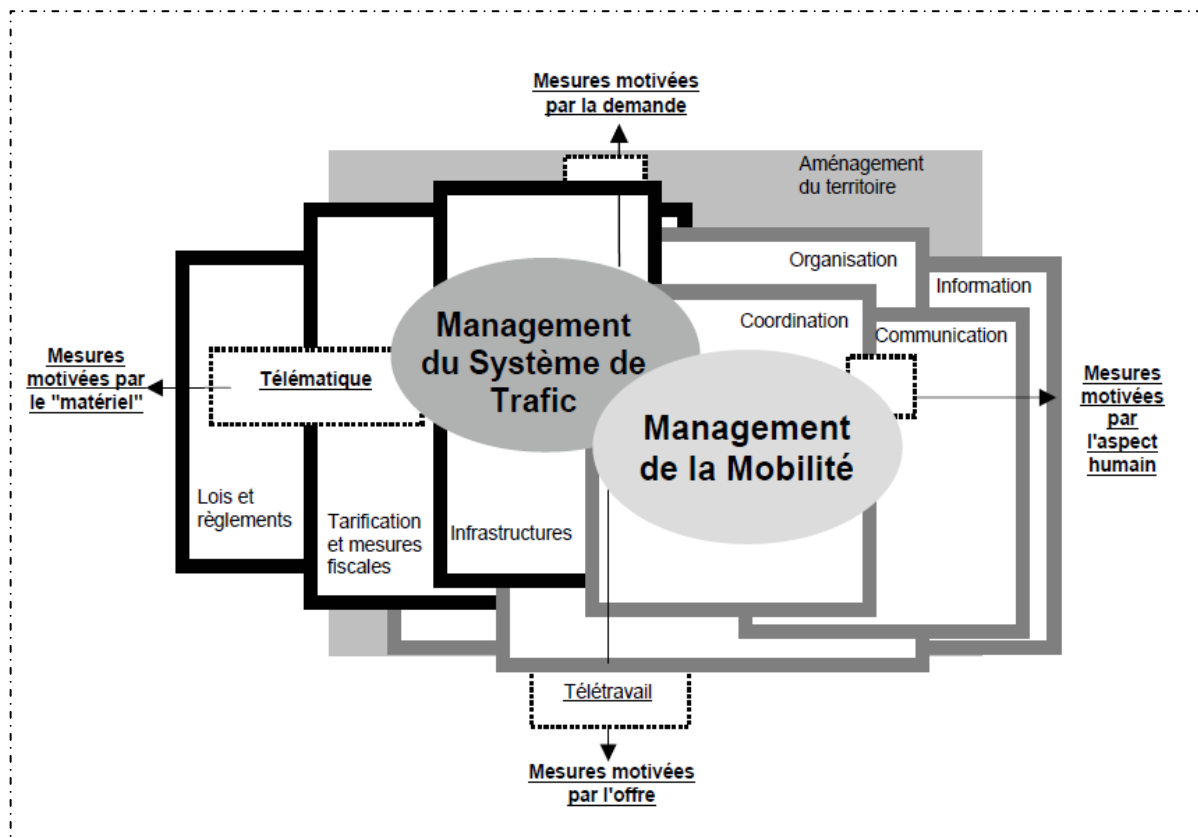 Mesures motivées
par la demande
Aménagement
du territoire
Organisation
Information
Coordination
Communication
Management
du Système de
Trafic
Mesures
motivées par
le "matériel"
Télématique
Mesures
motivées
par
l'aspect
humain
Management
de la Mobilité
Lois et
règlements
Tarification
et mesures
fiscales
Infrastructures
Télétravail
Mesures motivées
par l'offre